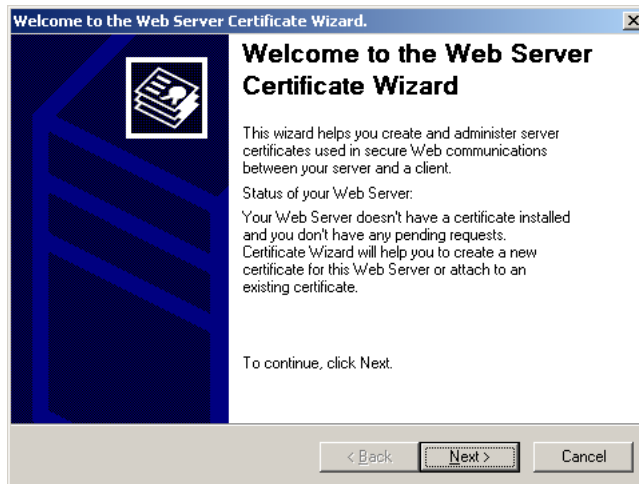 Welcome to the Web Server Certificate Wizard.
Welcome to the Web Server
Certificate Wizard
This wizard helps you create and administer server
certificates used in secure Web communications
between your server and a client.
Status of your Web Server:
Your Web Server doesn't have a certificate installed
and you don't have any pending requests.
Certificate Wizard will help you to create a new
certificate for this Web Server or attach to an
existing certificate.
To continue, click Next.
< Back
Next >
Cancel